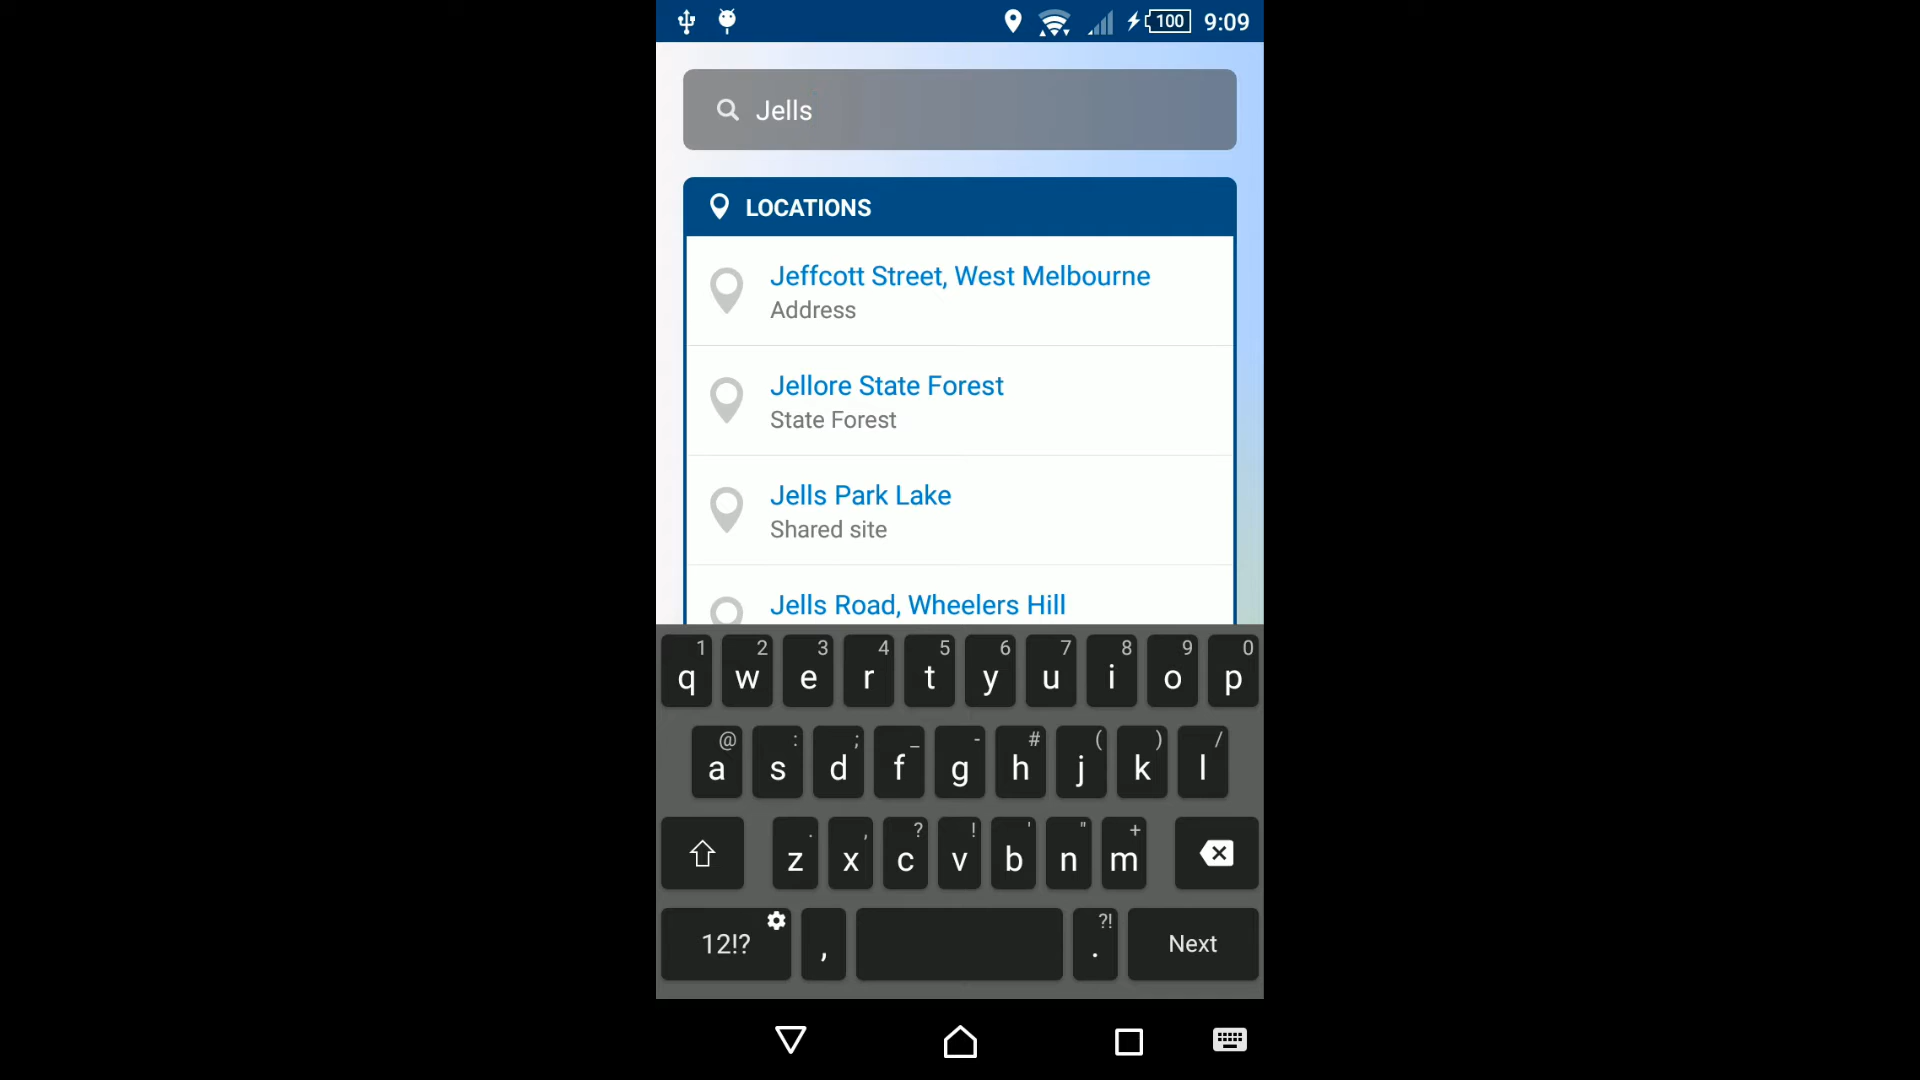 100 9:09
Jells
LOCATIONS
Jeffcott Street, West Melbourne
Address
Jellore State Forest
State Forest
Jells Park Lake
Shared site
Jells Road, Wheelers Hill
1 2 3 4 5 6 7 8 9 0
q w e r t y u i o p
@ : ; _ - # ( ) /
a s d f g h j k l
. , ? ! ' " +
z x c v b n m
?!
12!? , . Next